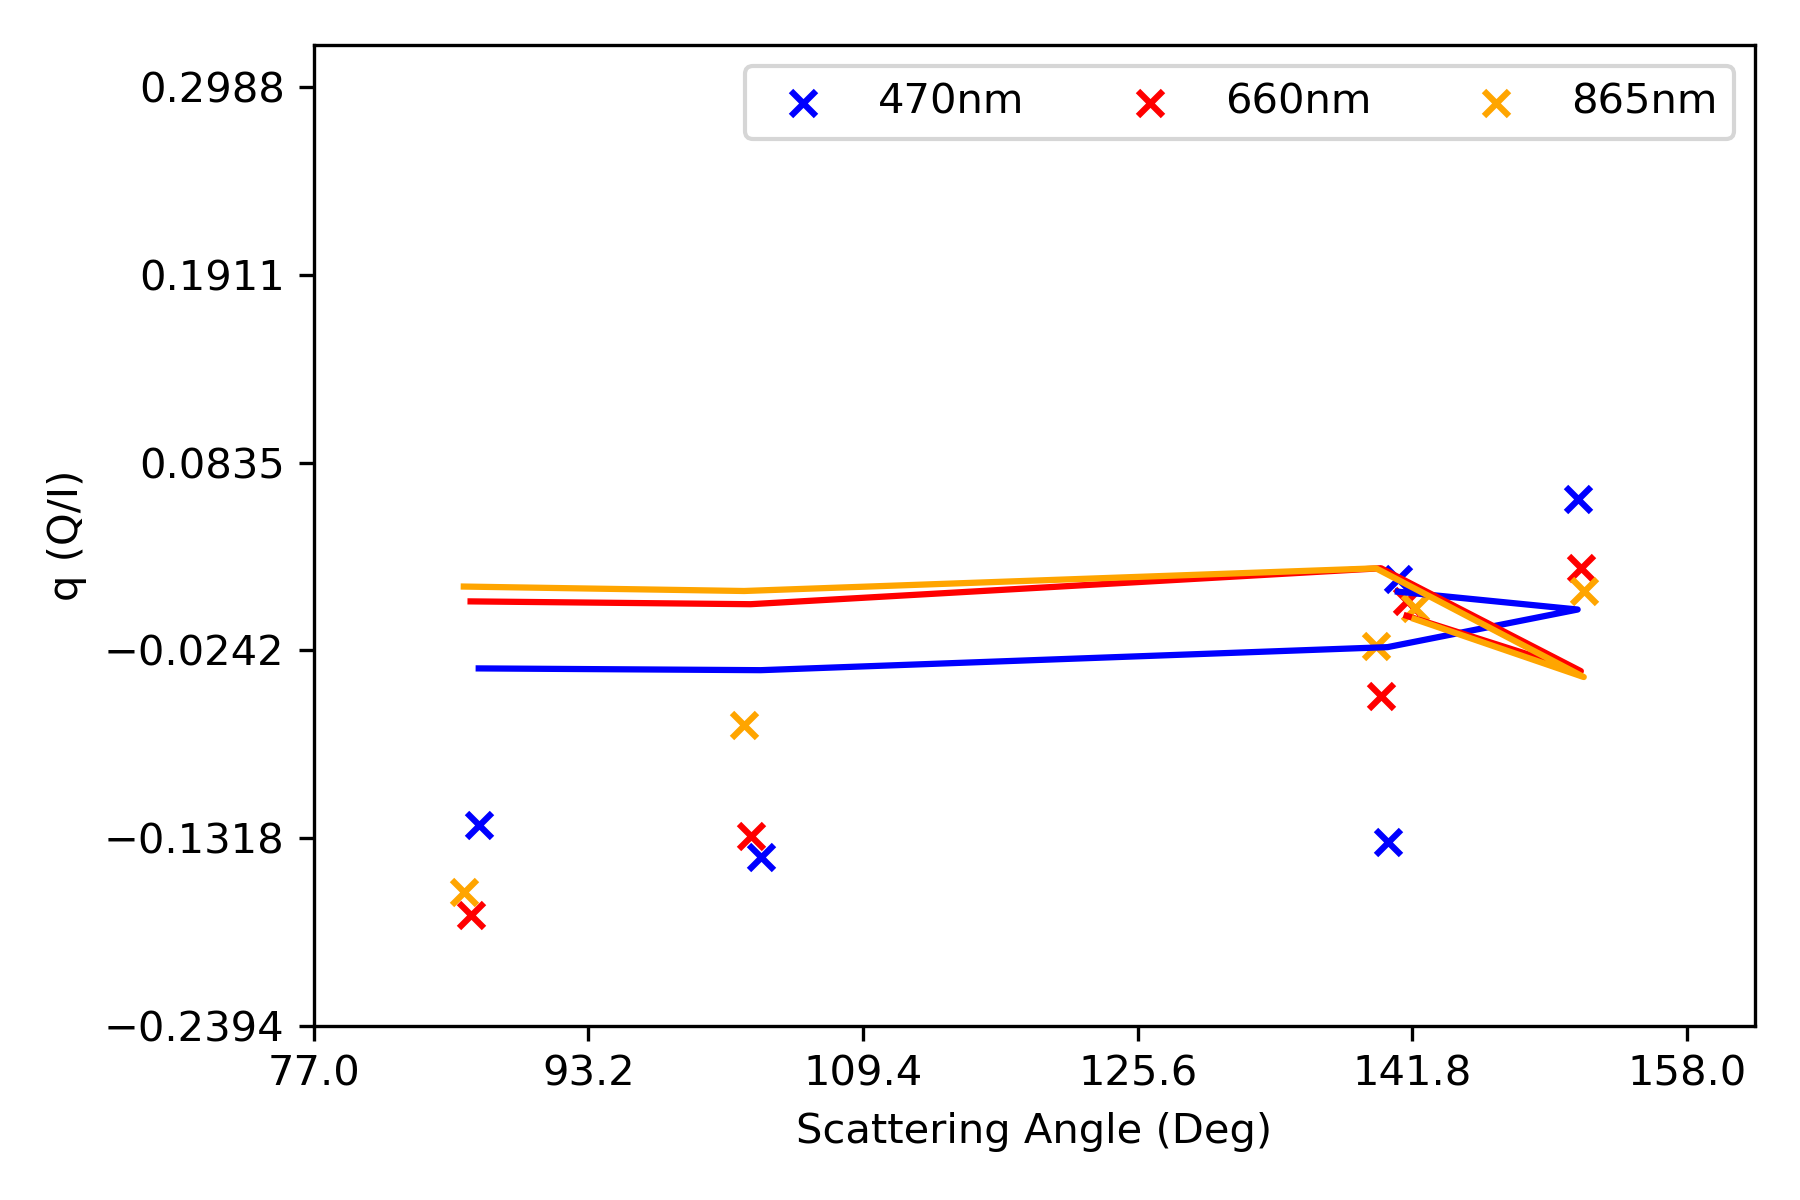 470nm 660nm 865nm
0.2988
0.1911
0.0835
−0.0242
−0.1318
−0.2394
q (Q/I)
77.0 93.2 109.4 125.6 141.8 158.0
Scattering Angle (Deg)